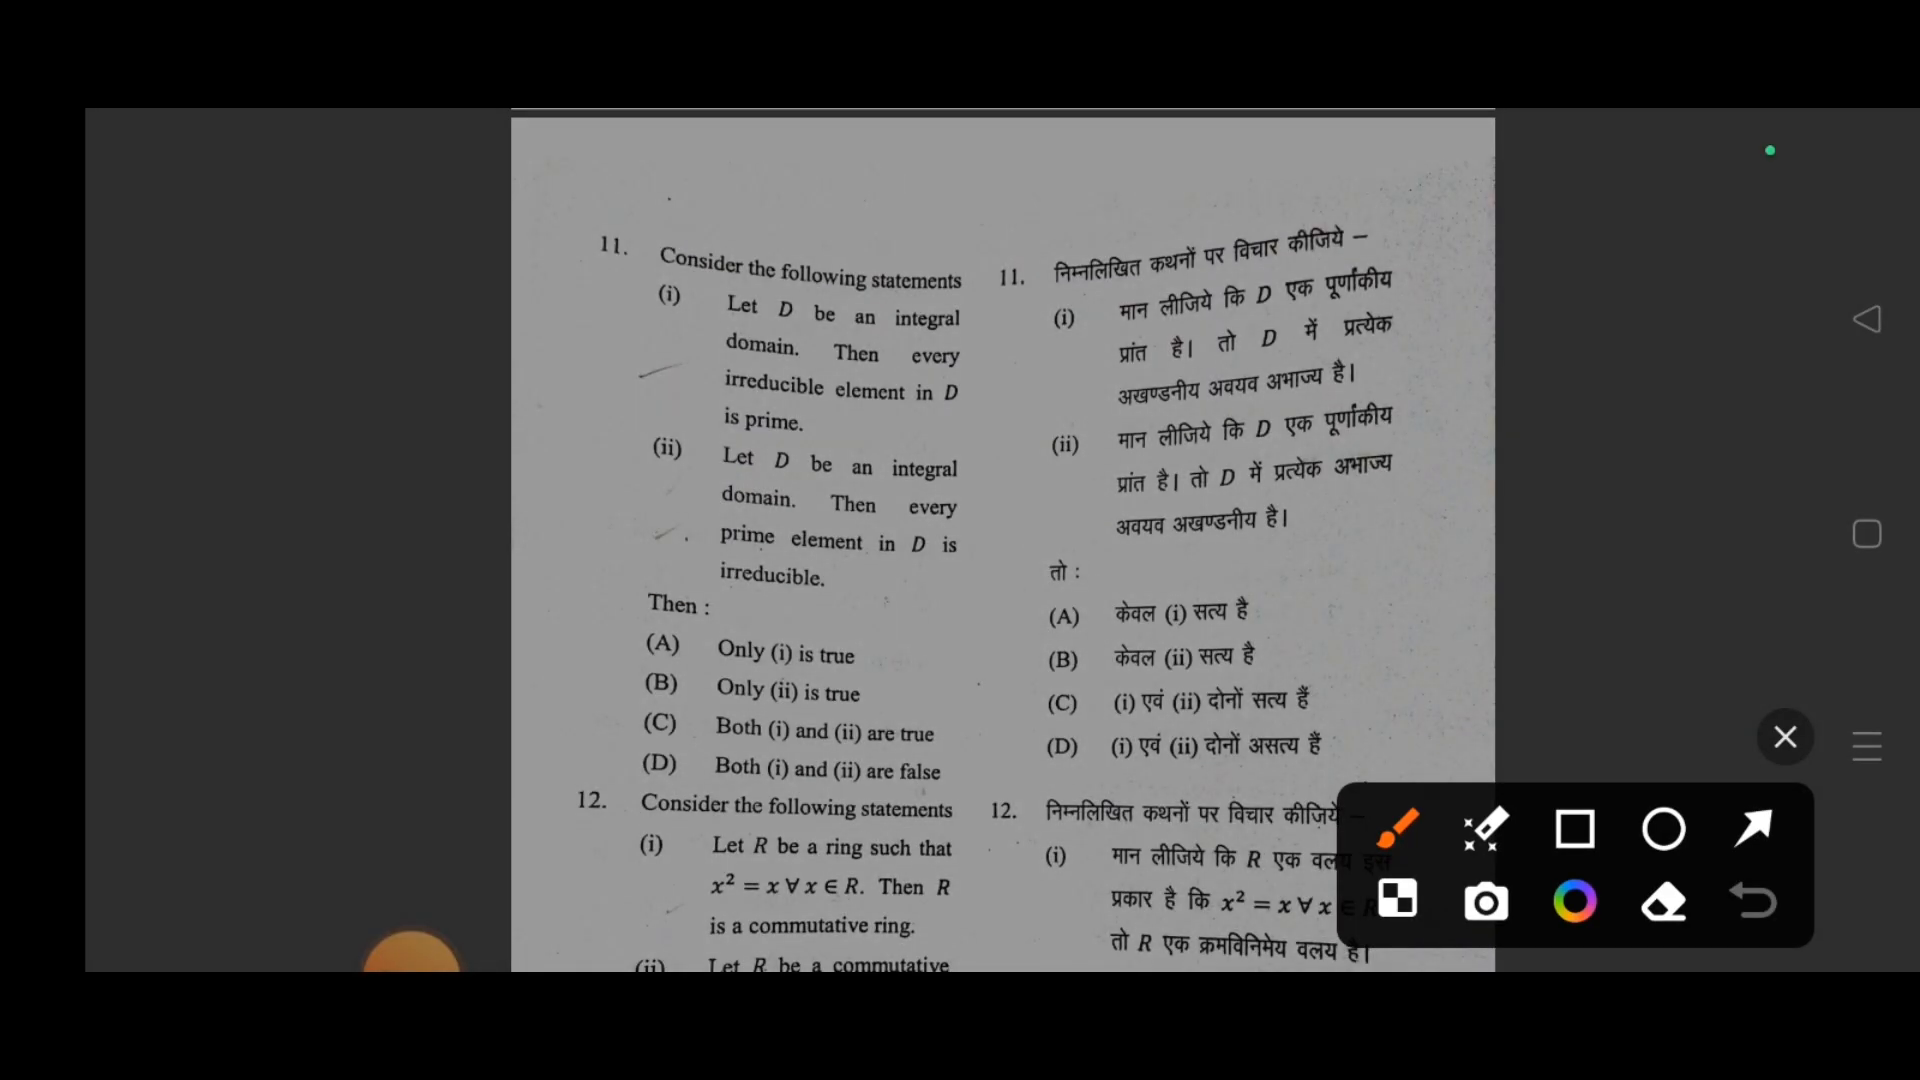 11. Consider the following statements
(i) Let D be an integral
domain. Then every
irreducible element in D
is prime.
(ii) Let D be an integral
domain. Then every
prime element in D is
irreducible.
Then :
(A) Only (i) is true
(B) Only (ii) is true
(C) Both (i) and (ii) are true
(D) Both (i) and (ii) are false
12. Consider the following statements
(i) Let R be a ring such that
x² = x ∀ x ∈ R. Then R
is a commutative ring.
(ii) Let R be a commutative
11. निम्नलिखित कथनों पर विचार कीजिये –
(i) मान लीजिये कि D एक पूर्णांकीय
प्रांत है। तो D में प्रत्येक
अखण्डनीय अवयव अभाज्य है।
(ii) मान लीजिये कि D एक पूर्णांकीय
प्रांत है। तो D में प्रत्येक अभाज्य
अवयव अखण्डनीय है।
तो :
(A) केवल (i) सत्य है
(B) केवल (ii) सत्य है
(C) (i) एवं (ii) दोनों सत्य हैं
(D) (i) एवं (ii) दोनों असत्य हैं
12. निम्नलिखित कथनों पर विचार कीजिये –
(i) मान लीजिये कि R एक वलय इस
प्रकार है कि x² = x ∀ x ∈ R
तो R एक क्रमविनिमेय वलय है।